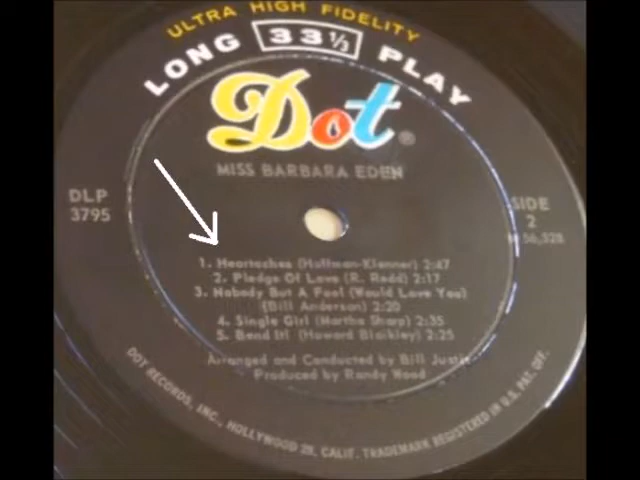 ULTRA HIGH FIDELITY
LONG 33⅓ PLAY
Dot®
MISS BARBARA EDEN
DLP
3795
SIDE
2
56,328
1. Heartaches (Hoffman-Klenner) 2:47
2. Pledge Of Love (R. Redd) 2:17
3. Nobody But A Fool (Would Love You)
(Bill Anderson) 2:20
4. Single Girl (Martha Sharp) 2:35
5. Bend It! (Howard Blaikley) 2:25
Arranged and Conducted by Bill Justis
Produced by Randy Wood
DOT RECORDS, INC., HOLLYWOOD 28, CALIF. TRADEMARK REGISTERED IN U.S. PAT. OFF.